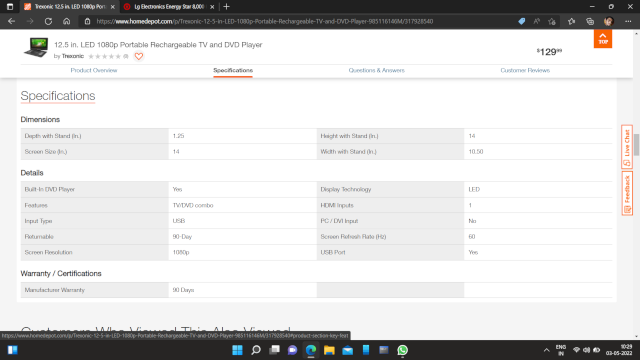 Trexonic 12.5 in. LED 1080p Port
Lg Electronics Energy Star 8,000
https://www.homedepot.com/p/Trexonic-12-5-in-LED-1080p-Portable-Rechargeable-TV-and-DVD-Player-985116146M/317928540
12.5 in. LED 1080p Portable Rechargeable TV and DVD Player
by Trexonic
$129⁹⁹
TOP
Product Overview Specifications Questions & Answers Customer Reviews
Specifications
Dimensions
Depth with Stand (In.) 1.25 Height with Stand (In.) 14
Screen Size (In.) 14 Width with Stand (In.) 10.50
Details
Built-In DVD Player Yes Display Technology LED
Features TV/DVD combo HDMI Inputs 1
Input Type USB PC / DVI Input No
Returnable 90-Day Screen Refresh Rate (Hz) 60
Screen Resolution 1080p USB Port Yes
Warranty / Certifications
Manufacturer Warranty 90 Days
Live Chat
Feedback
Customers Who Viewed This Also Viewed
https://www.homedepot.com/p/Trexonic-12-5-in-LED-1080p-Portable-Rechargeable-TV-and-DVD-Player-985116146M/317928540#product-section-key-feat
ENG
IN
10:29
03-05-2022